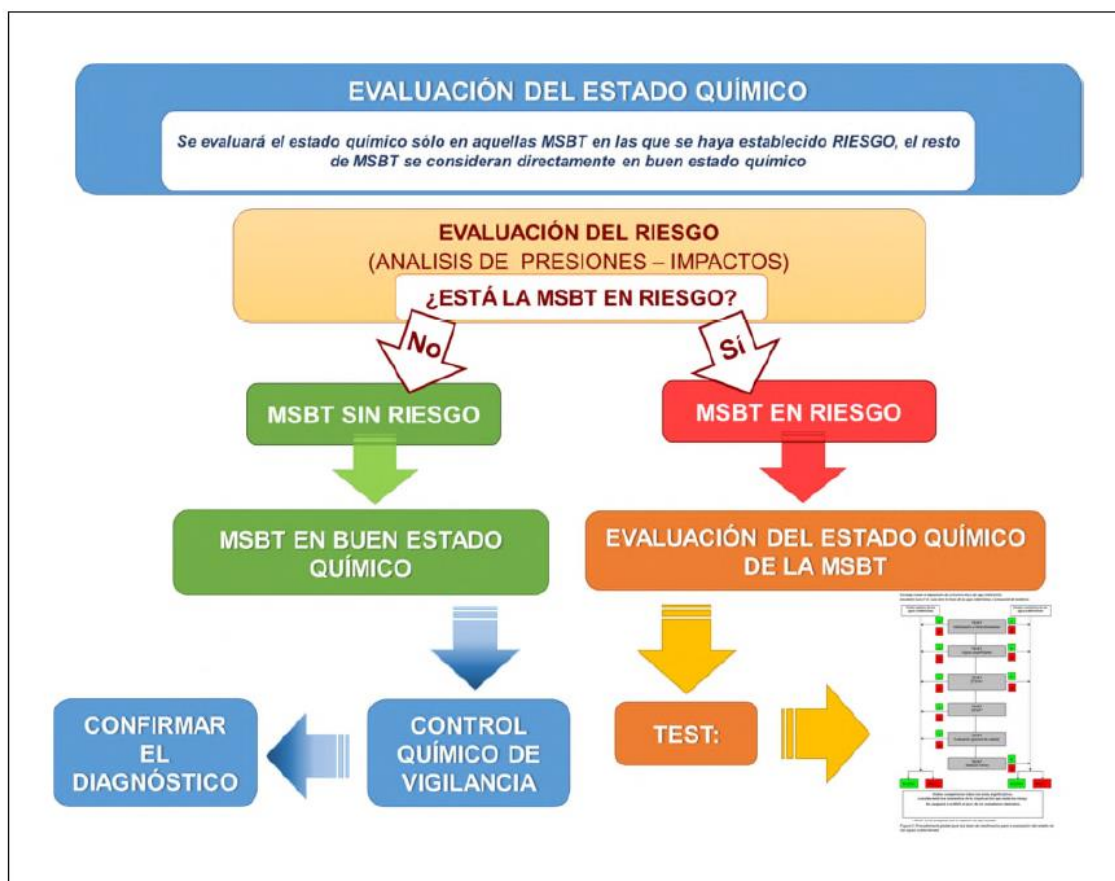 EVALUACIÓN DEL ESTADO QUÍMICO
Se evaluará el estado químico sólo en aquellas MSBT en las que se haya establecido RIESGO, el resto
de MSBT se consideran directamente en buen estado químico
EVALUACIÓN DEL RIESGO
(ANALISIS DE PRESIONES – IMPACTOS)
¿ESTÁ LA MSBT EN RIESGO?
No
Sí
MSBT SIN RIESGO
MSBT EN RIESGO
MSBT EN BUEN ESTADO
QUÍMICO
EVALUACIÓN DEL ESTADO QUÍMICO
DE LA MSBT
CONFIRMAR
EL
DIAGNÓSTICO
CONTROL
QUÍMICO DE
VIGILANCIA
TEST: